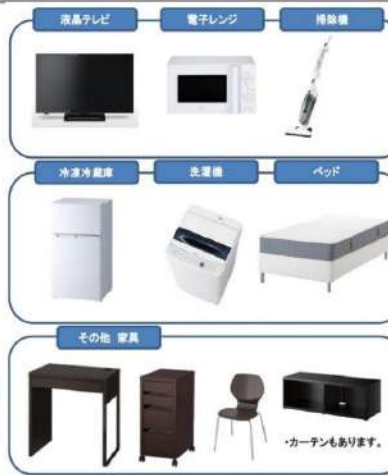 液晶テレビ
電子レンジ
掃除機
冷凍冷蔵庫
洗濯機
ベッド
その他 家具
・カーテンもあります。